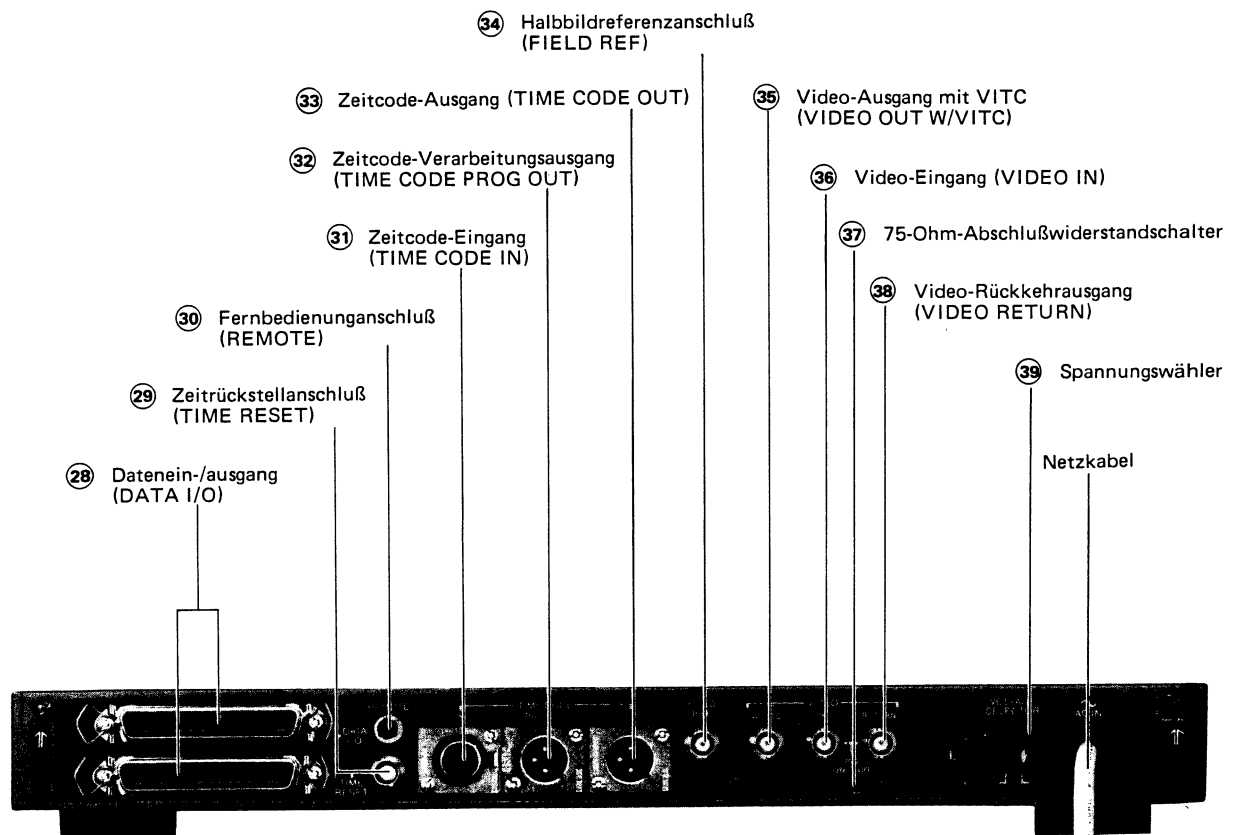 34 Halbbildreferenzanschluß
(FIELD REF)
33 Zeitcode-Ausgang (TIME CODE OUT)
35 Video-Ausgang mit VITC
(VIDEO OUT W/VITC)
32 Zeitcode-Verarbeitungsausgang
(TIME CODE PROG OUT)
36 Video-Eingang (VIDEO IN)
31 Zeitcode-Eingang
(TIME CODE IN)
37 75-Ohm-Abschlußwiderstandschalter
30 Fernbedienunganschluß
(REMOTE)
38 Video-Rückkehrausgang
(VIDEO RETURN)
29 Zeitrückstellanschluß
(TIME RESET)
39 Spannungswähler
28 Datenein-/ausgang
(DATA I/O)
Netzkabel